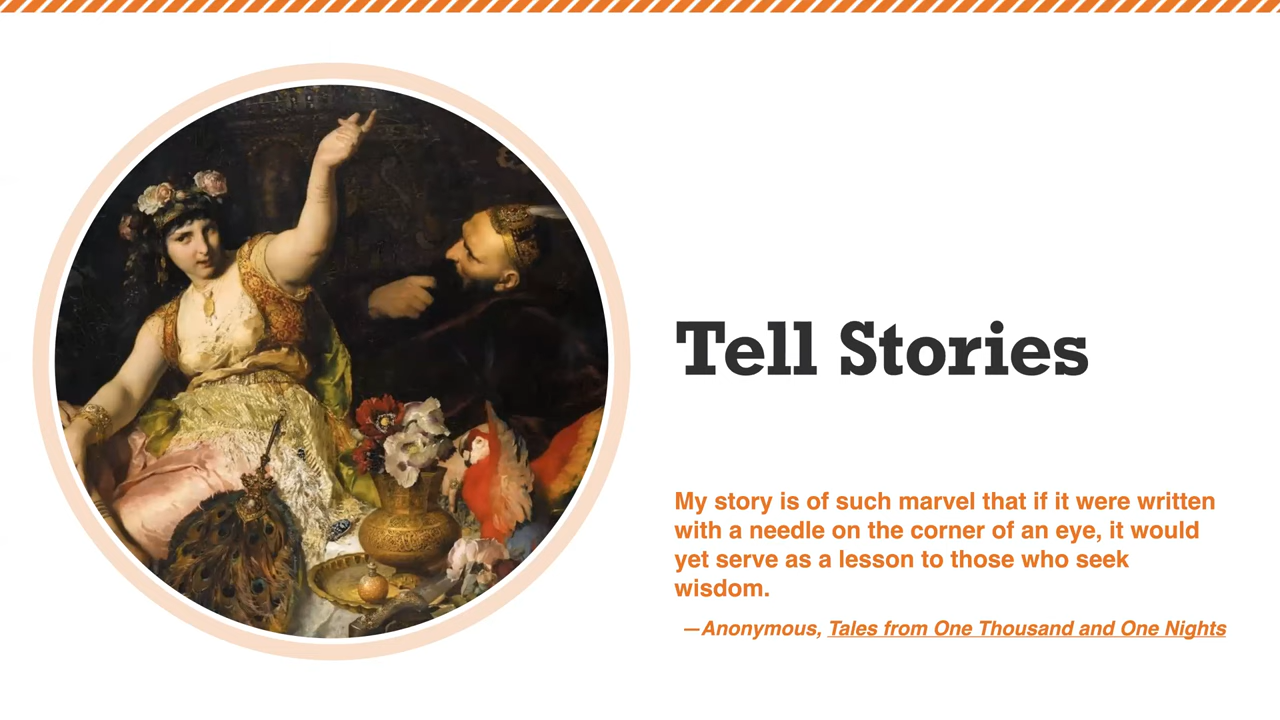 Tell Stories
My story is of such marvel that if it were written
with a needle on the corner of an eye, it would
yet serve as a lesson to those who seek
wisdom.
—Anonymous, Tales from One Thousand and One Nights